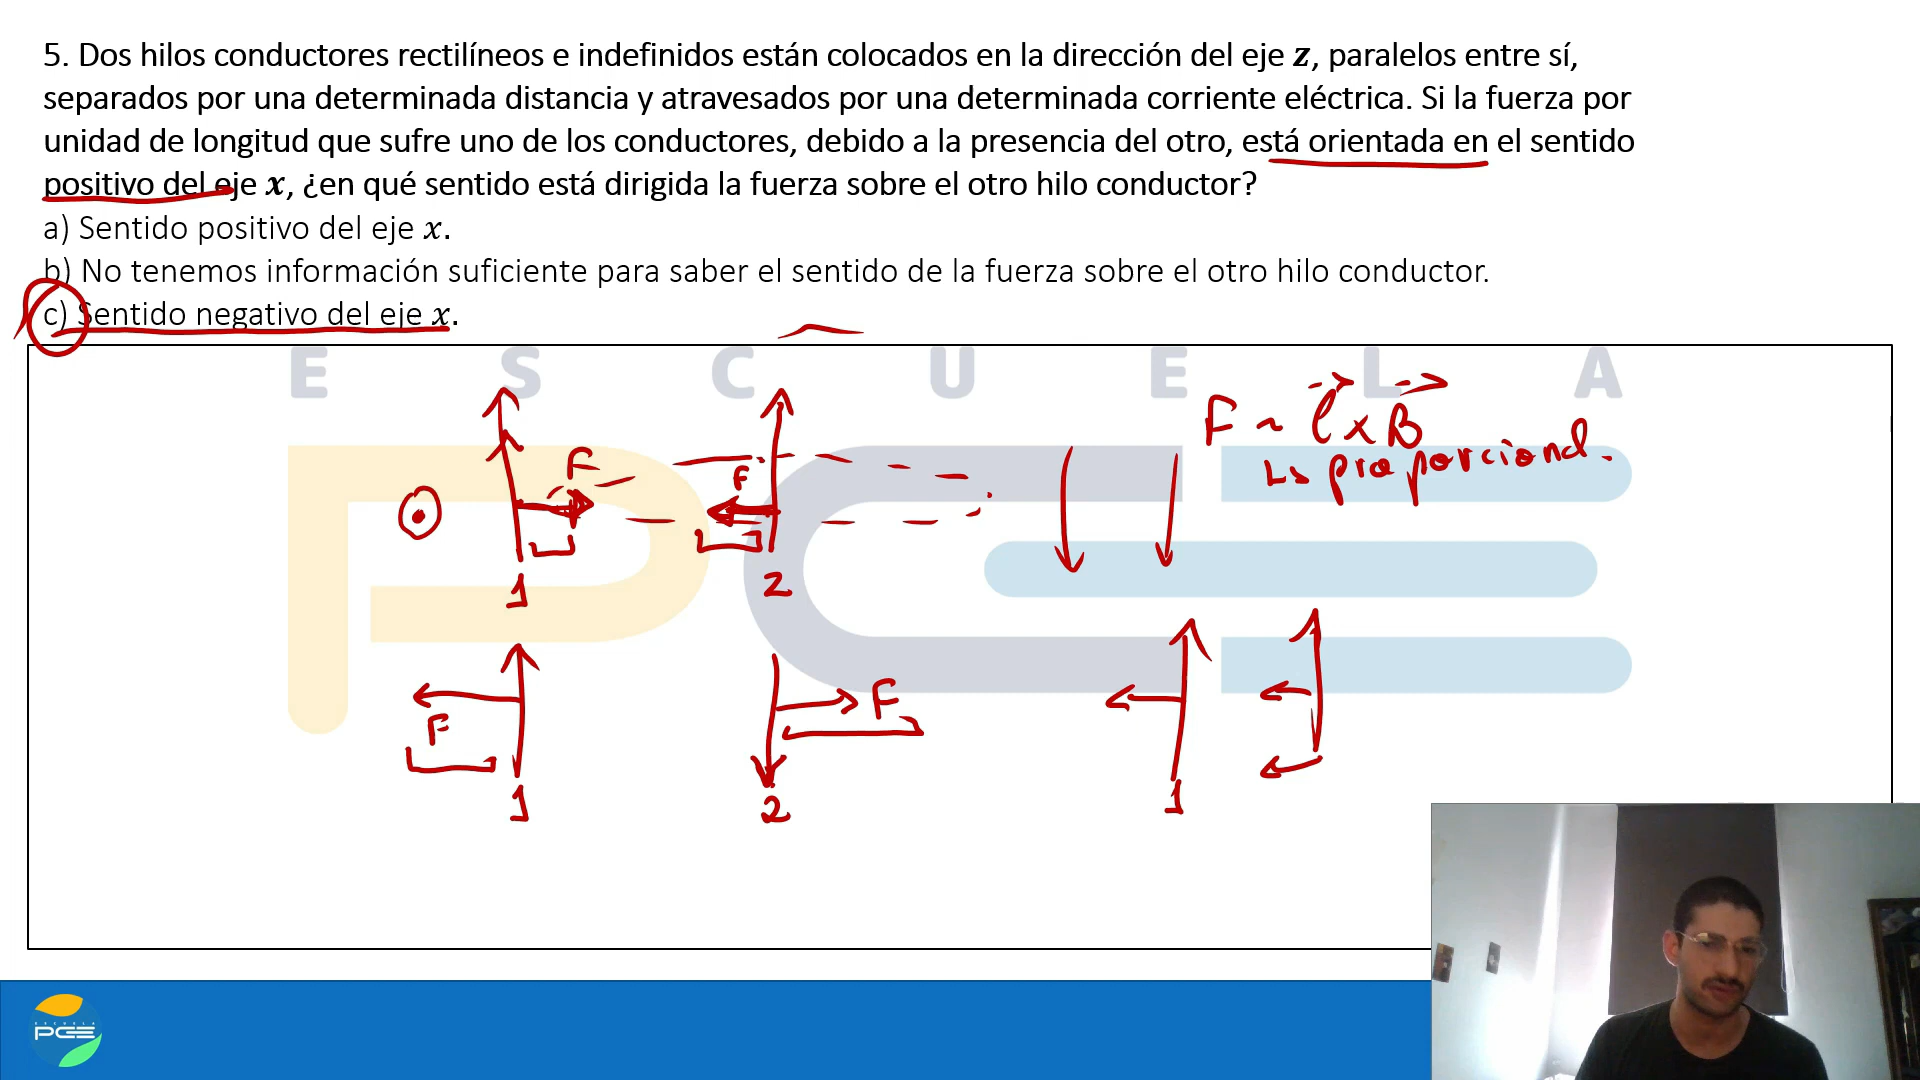 5. Dos hilos conductores rectilíneos e indefinidos están colocados en la dirección del eje z, paralelos entre sí,
separados por una determinada distancia y atravesados por una determinada corriente eléctrica. Si la fuerza por
unidad de longitud que sufre uno de los conductores, debido a la presencia del otro, está orientada en el sentido
positivo del eje x, ¿en qué sentido está dirigida la fuerza sobre el otro hilo conductor?
a) Sentido positivo del eje x.
b) No tenemos información suficiente para saber el sentido de la fuerza sobre el otro hilo conductor.
c) Sentido negativo del eje x.
E S C U E L A
F ~ l x B
↳ proporcional.
F F
1 2
F F
1 2 1
ESCUELA
PCE